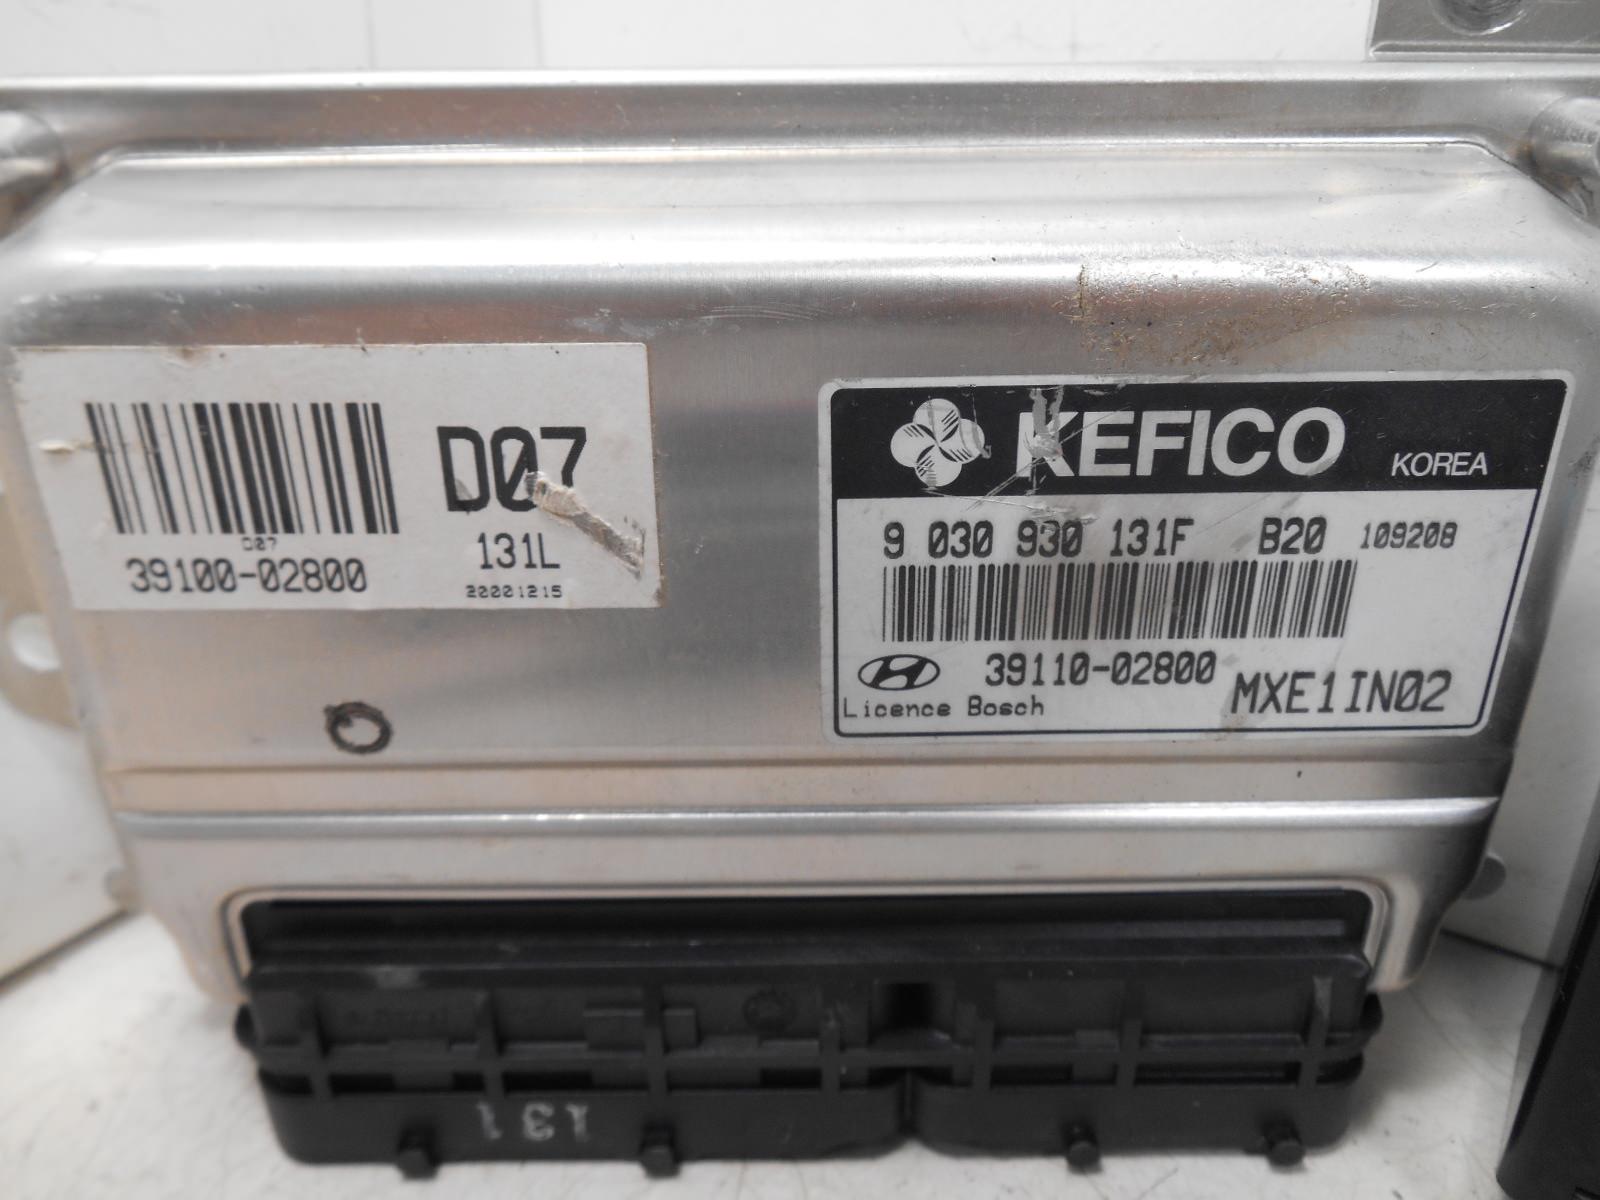 D07
D07
39100-02800
131L
20001215
KEFICO KOREA
9 030 930 131F B20 109208
39110-02800
Licence Bosch
MXE1IN02
131